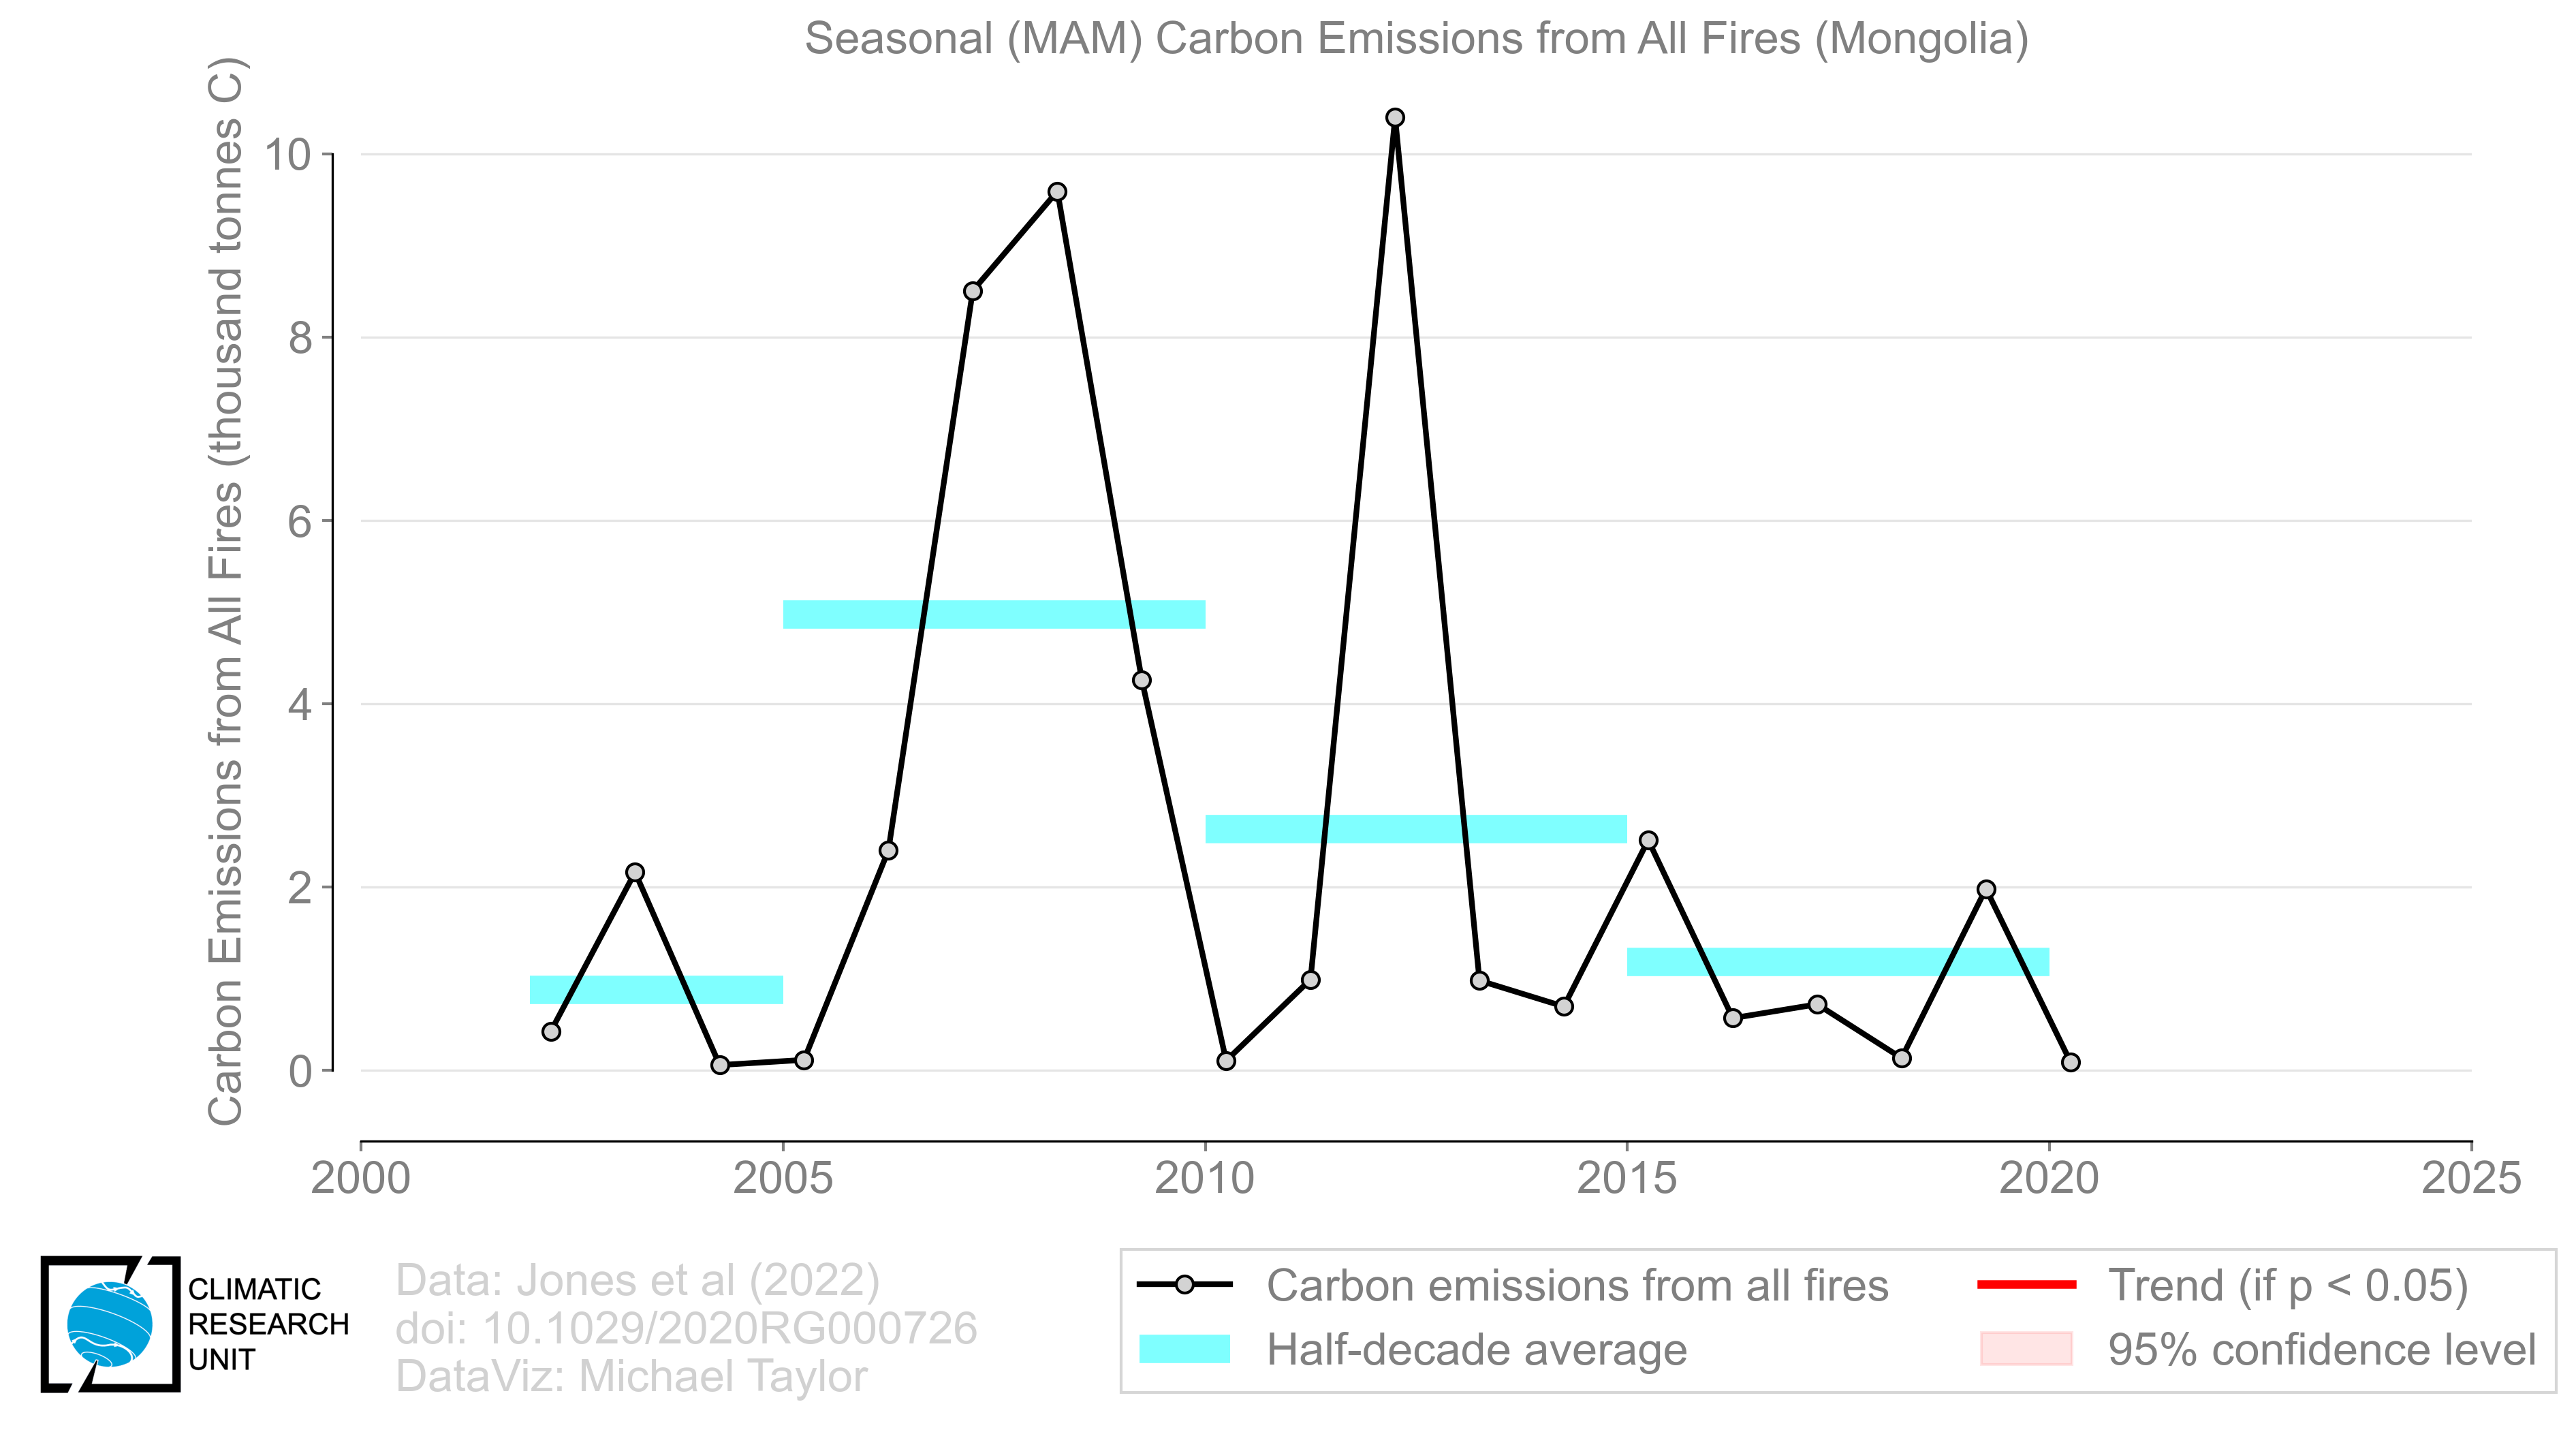 Seasonal (MAM) Carbon Emissions from All Fires (Mongolia)
Carbon Emissions from All Fires (thousand tonnes C)
10
8
6
4
2
0
2000 2005 2010 2015 2020 2025
CLIMATIC
RESEARCH
UNIT
Data: Jones et al (2022)
doi: 10.1029/2020RG000726
DataViz: Michael Taylor
Carbon emissions from all fires
Half-decade average
Trend (if p < 0.05)
95% confidence level